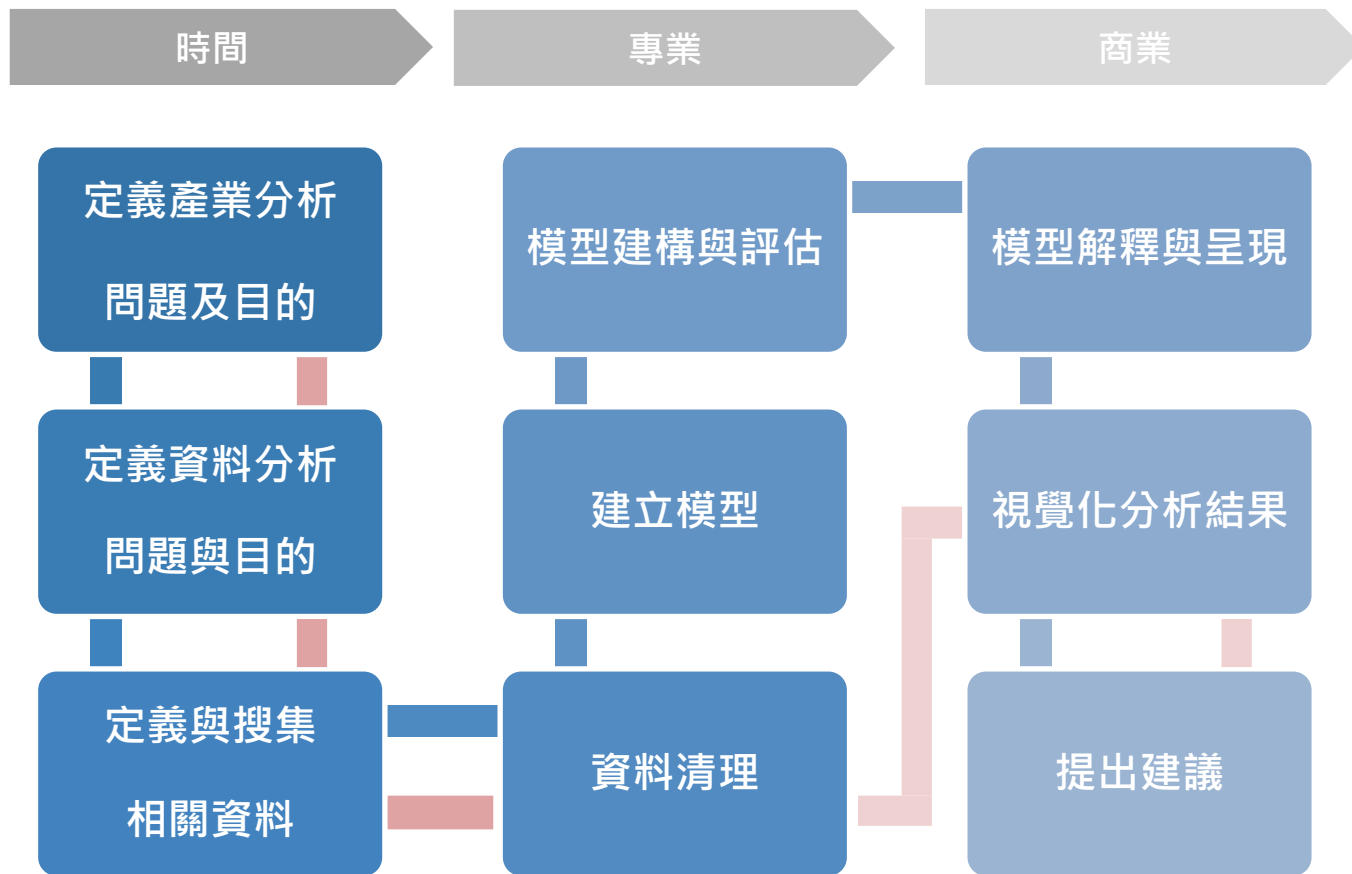 時間
專業
商業
定義產業分析
問題及目的
模型建構與評估
模型解釋與呈現
定義資料分析
問題與目的
建立模型
視覺化分析結果
定義與搜集
相關資料
資料清理
提出建議